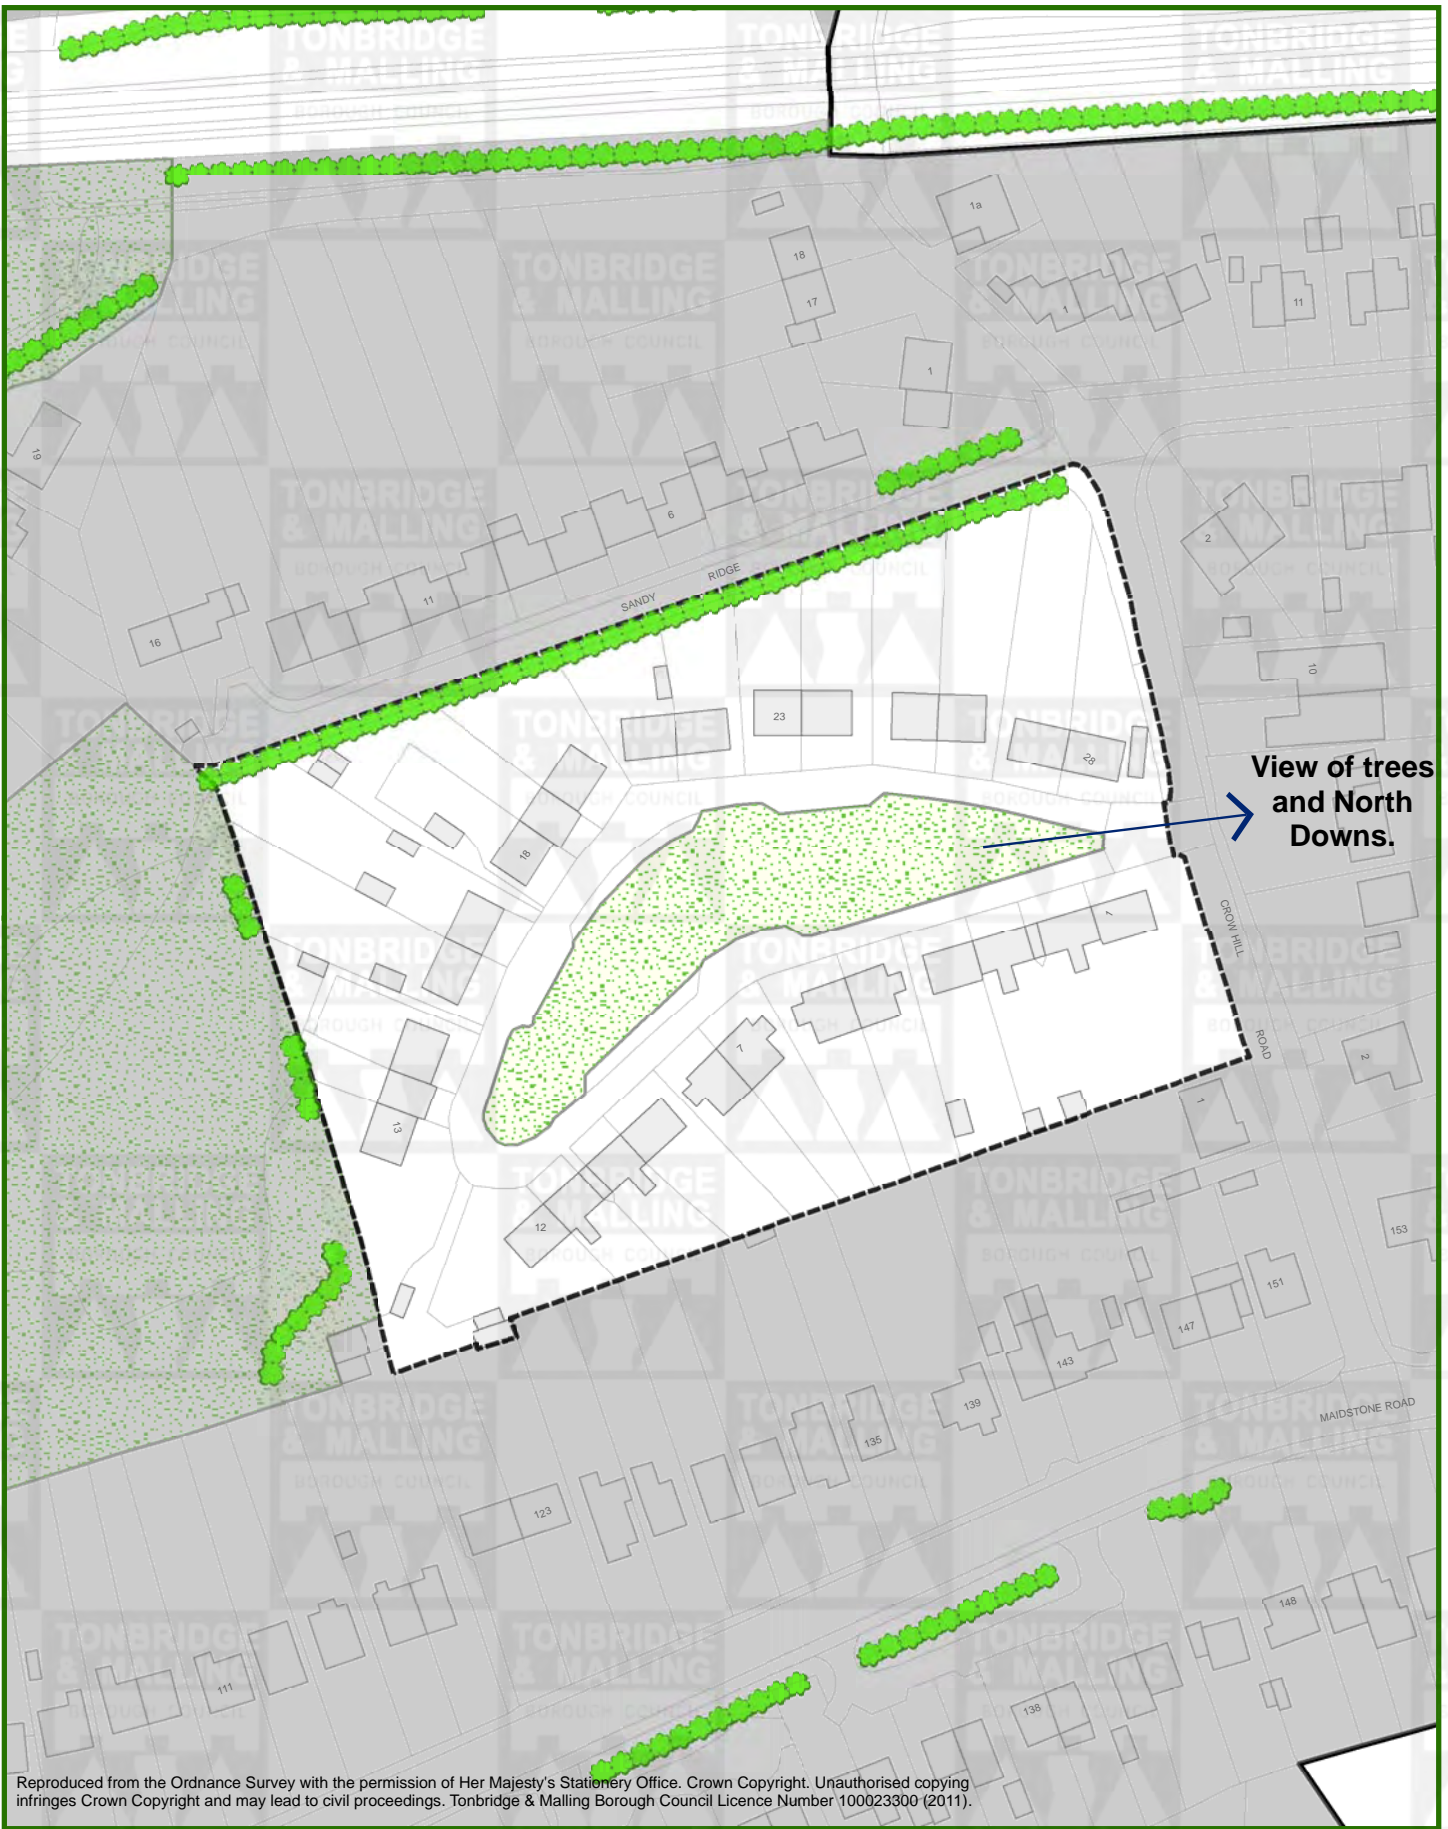 TONBRIDGE
& MALLING
BOROUGH COUNCIL
1a
18
17
1
11
1
19
6
2
RIDGE
SANDY
11
16
10
23
28
View of trees
and North
Downs.
18
1
CROW HILL
ROAD
7
2
13
1
12
153
151
147
143
139
MAIDSTONE ROAD
135
123
148
111
138
Reproduced from the Ordnance Survey with the permission of Her Majesty's Stationery Office. Crown Copyright. Unauthorised copying
infringes Crown Copyright and may lead to civil proceedings. Tonbridge & Malling Borough Council Licence Number 100023300 (2011).